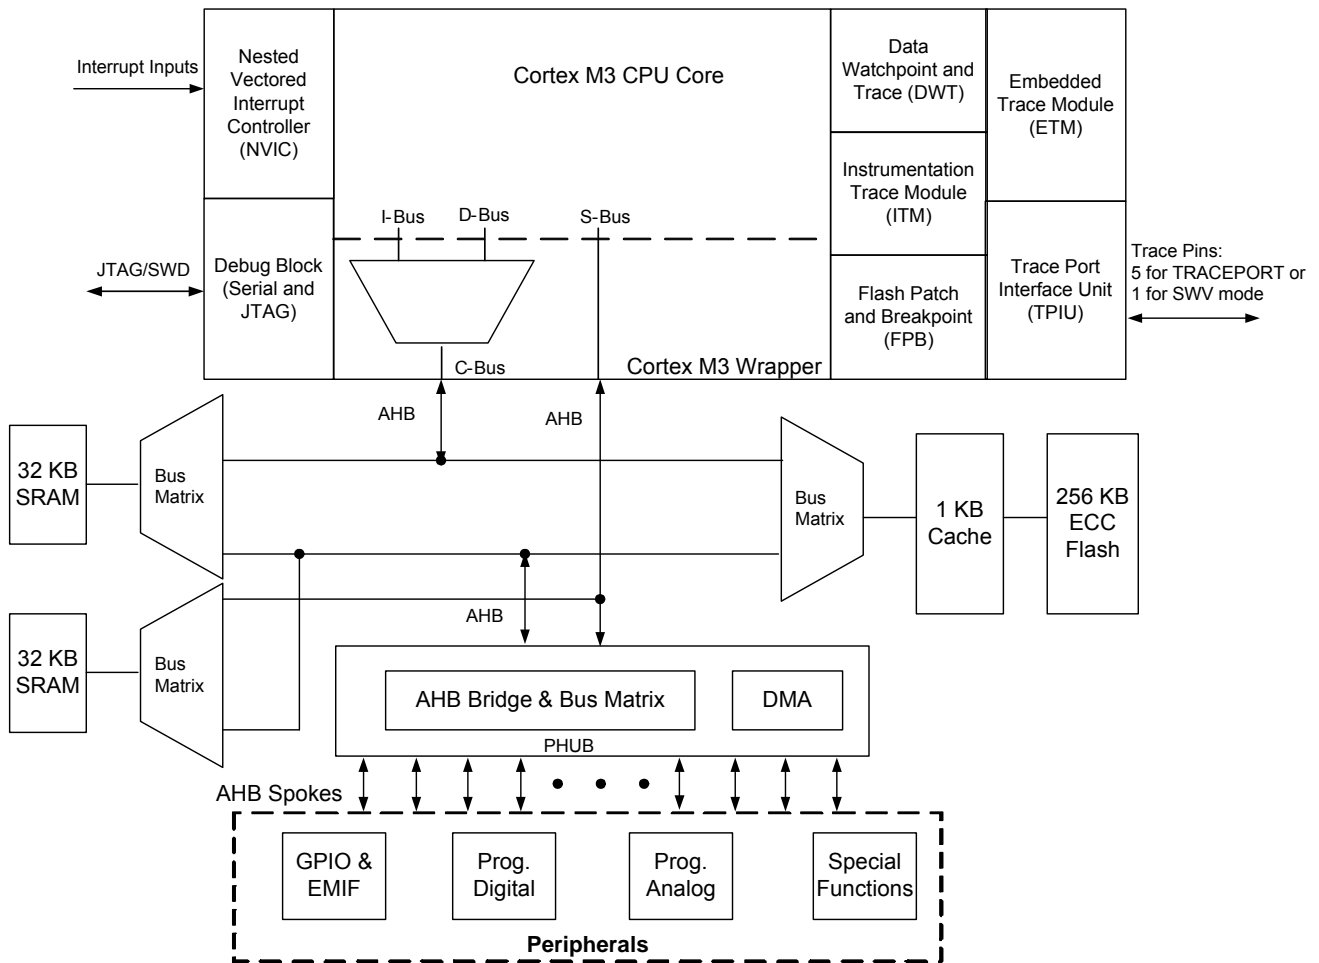 Interrupt Inputs
Nested
Vectored
Interrupt
Controller
(NVIC)
Cortex M3 CPU Core
Data
Watchpoint and
Trace (DWT)
Embedded
Trace Module
(ETM)
Instrumentation
Trace Module
(ITM)
I-Bus
D-Bus
S-Bus
JTAG/SWD
Debug Block
(Serial and
JTAG)
Flash Patch
and Breakpoint
(FPB)
Trace Port
Interface Unit
(TPIU)
Trace Pins:
5 for TRACEPORT or
1 for SWV mode
C-Bus
Cortex M3 Wrapper
AHB
AHB
32 KB
SRAM
Bus
Matrix
Bus
Matrix
1 KB
Cache
256 KB
ECC
Flash
AHB
32 KB
SRAM
Bus
Matrix
AHB Bridge & Bus Matrix
DMA
PHUB
AHB Spokes
GPIO &
EMIF
Prog.
Digital
Prog.
Analog
Special
Functions
Peripherals